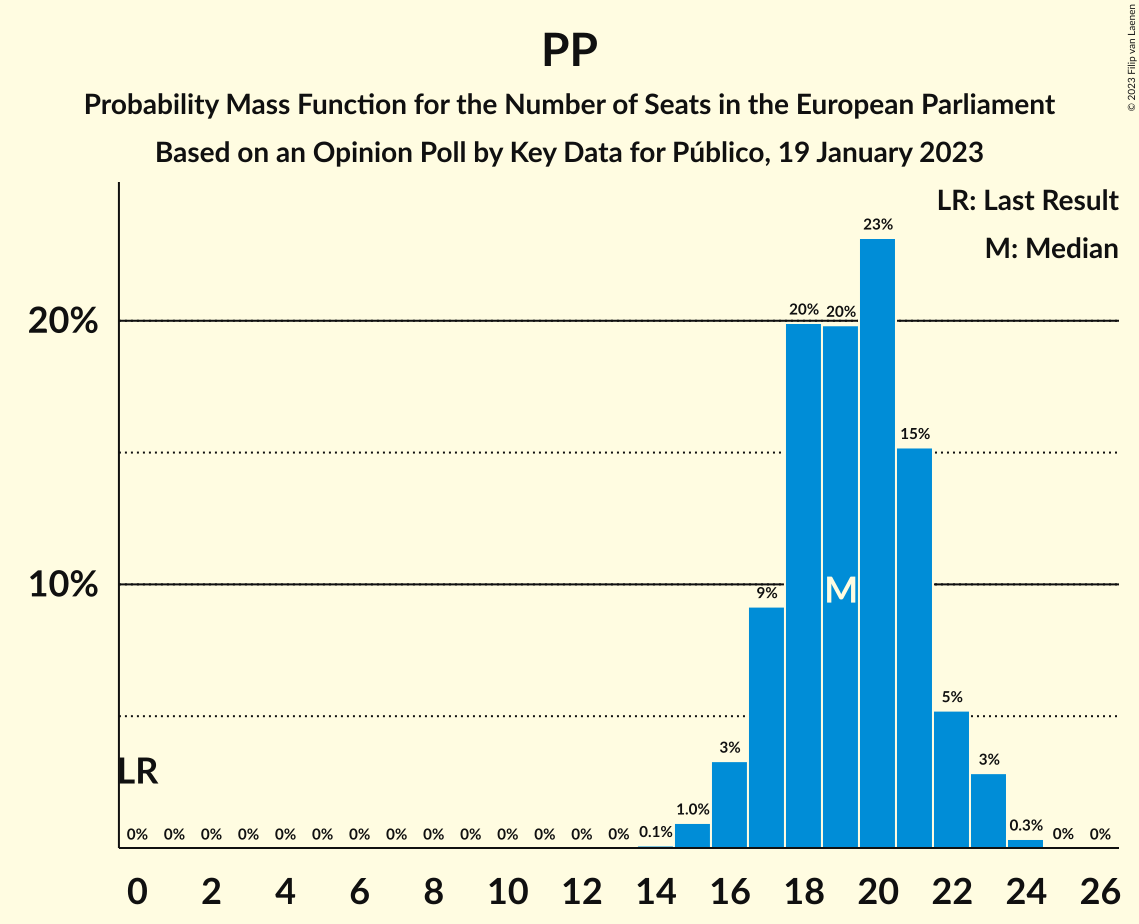 © 2023 Filip van Laenen
PP
Probability Mass Function for the Number of Seats in the European Parliament
Based on an Opinion Poll by Key Data for Público, 19 January 2023
LR: Last Result
M: Median
23%
20% 20%
20%
15%
10%
9%
M
5%
3% 3%
LR
1.0%
0% 0% 0% 0% 0% 0% 0% 0% 0% 0% 0% 0% 0% 0% 0.1% 0.3% 0% 0%
0 2 4 6 8 10 12 14 16 18 20 22 24 26